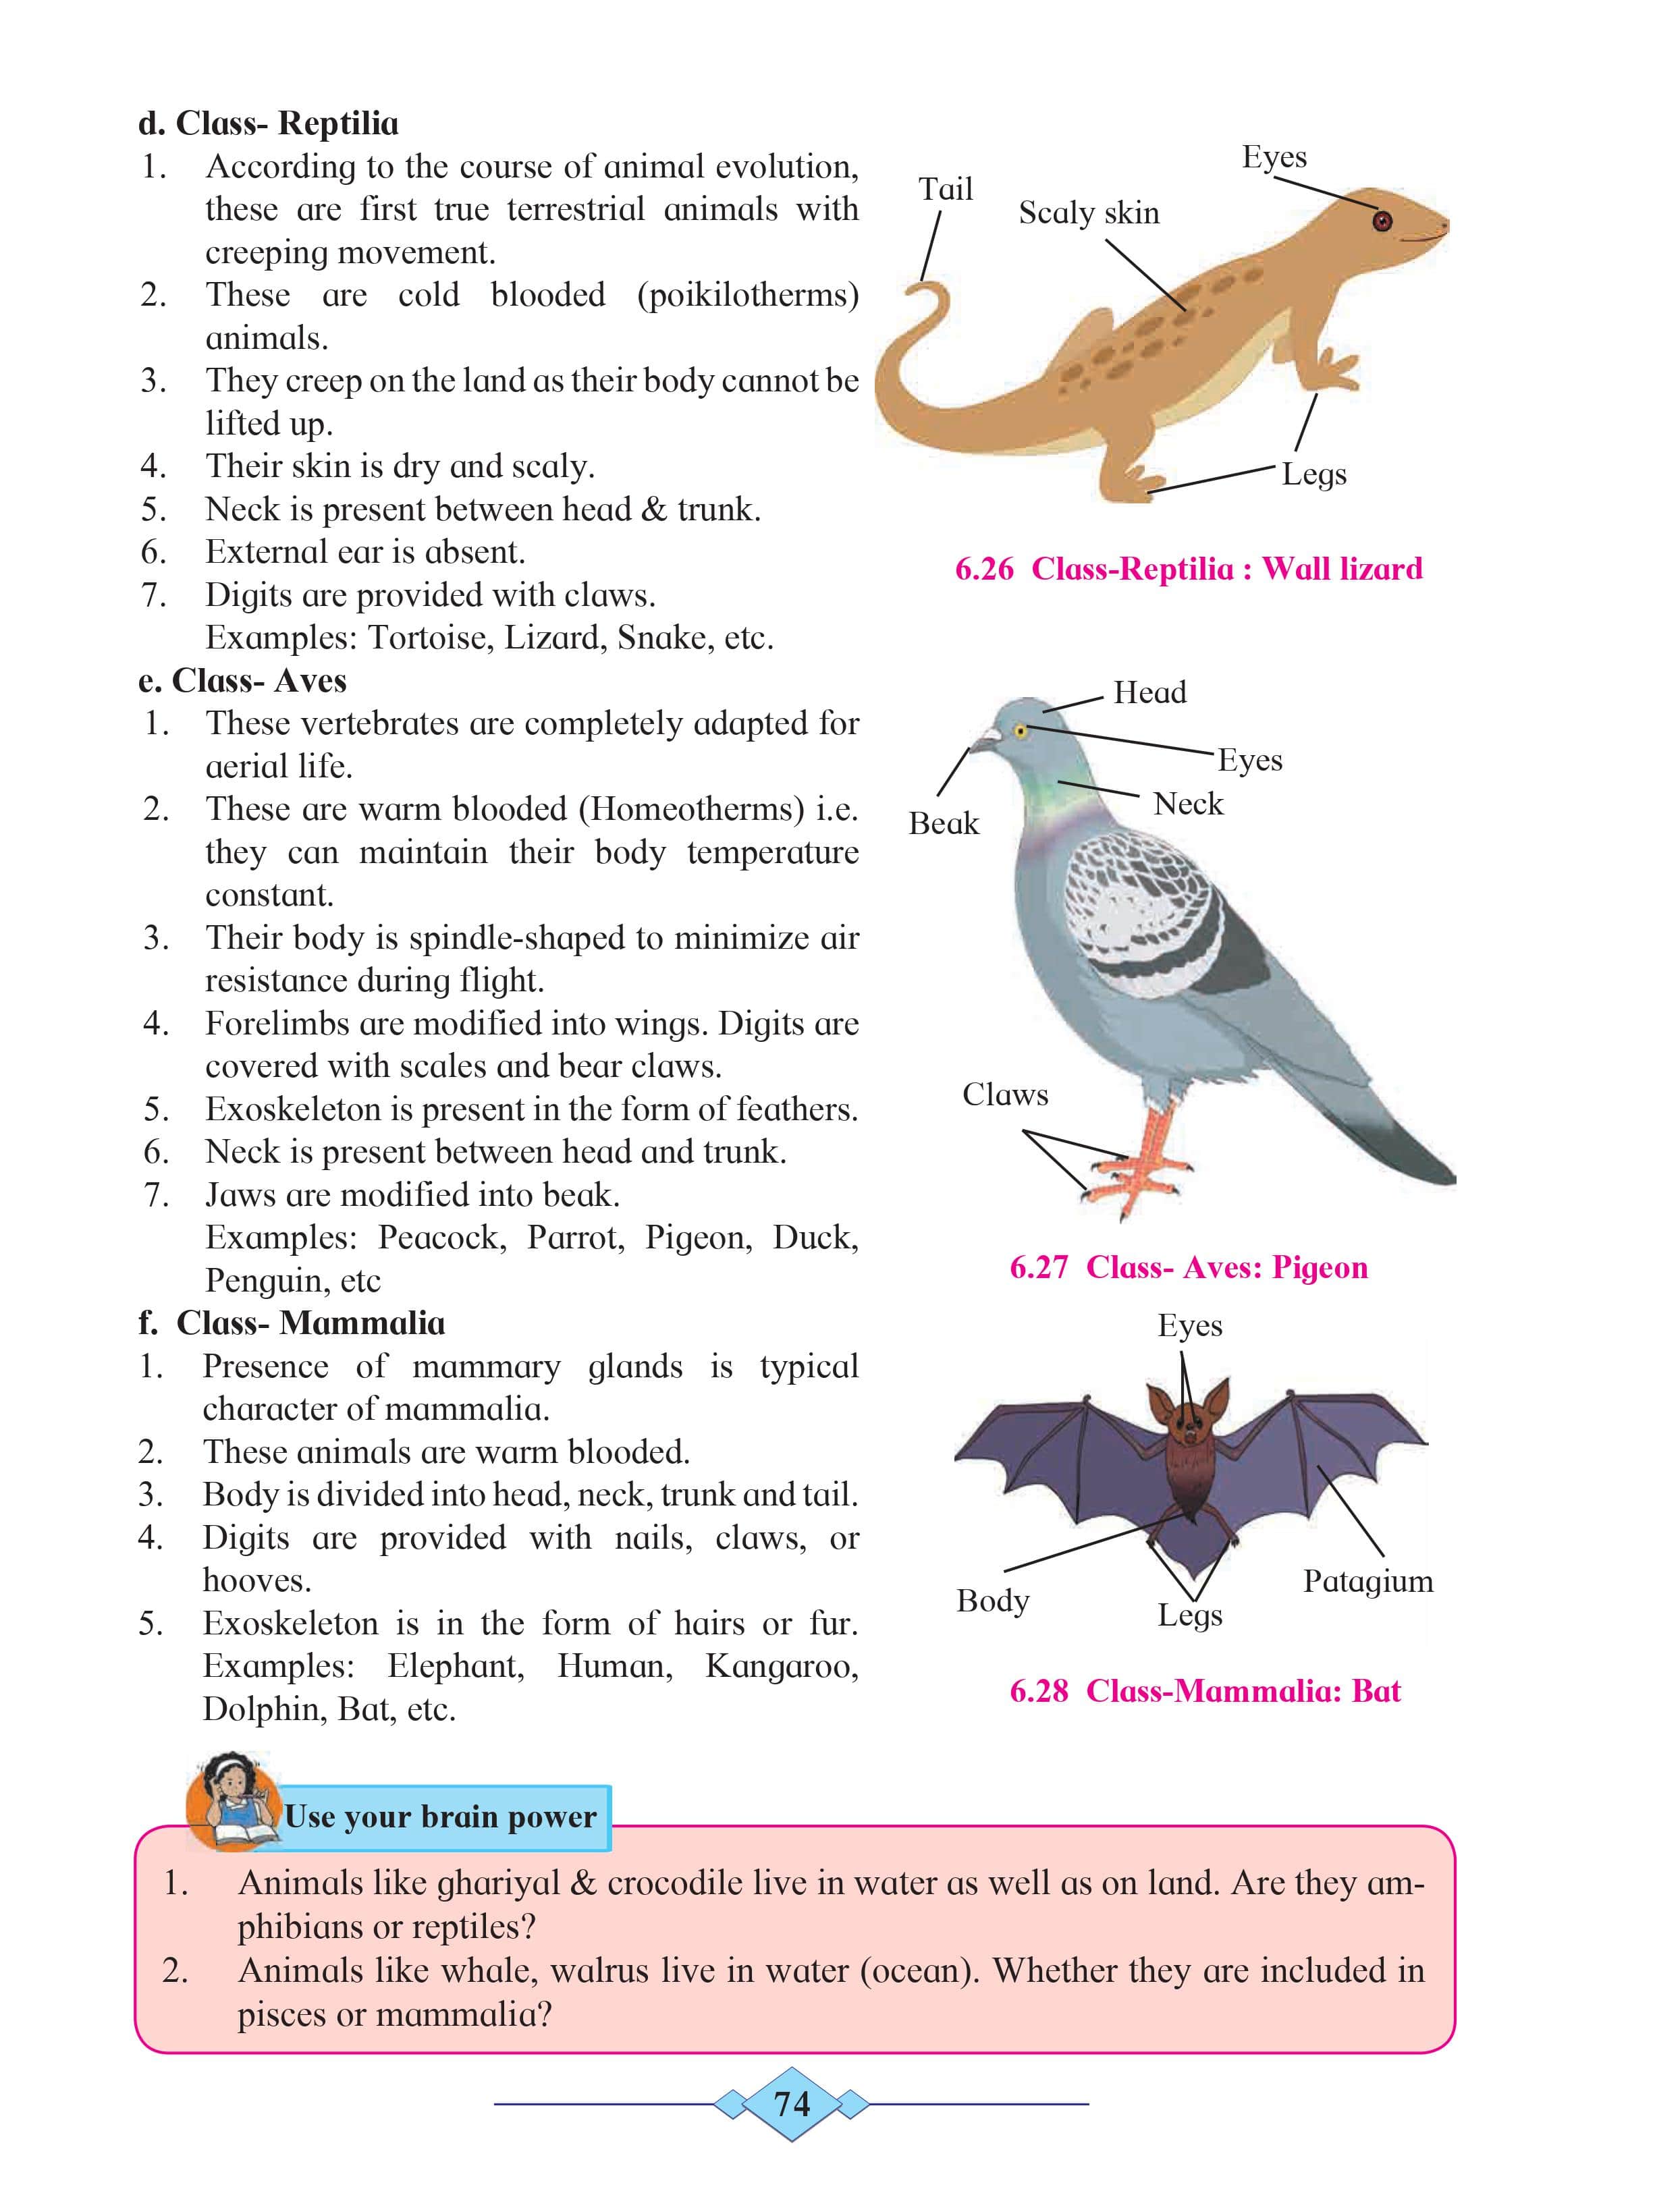 d. Class- Reptilia
1. According to the course of animal evolution,
these are first true terrestrial animals with
creeping movement.
2. These are cold blooded (poikilotherms)
animals.
3. They creep on the land as their body cannot be
lifted up.
4. Their skin is dry and scaly.
5. Neck is present between head & trunk.
6. External ear is absent.
7. Digits are provided with claws.
Examples: Tortoise, Lizard, Snake, etc.
Eyes
Tail
Scaly skin
Legs
6.26 Class-Reptilia : Wall lizard
e. Class- Aves
1. These vertebrates are completely adapted for
aerial life.
2. These are warm blooded (Homeotherms) i.e.
they can maintain their body temperature
constant.
3. Their body is spindle-shaped to minimize air
resistance during flight.
4. Forelimbs are modified into wings. Digits are
covered with scales and bear claws.
5. Exoskeleton is present in the form of feathers.
6. Neck is present between head and trunk.
7. Jaws are modified into beak.
Examples: Peacock, Parrot, Pigeon, Duck,
Penguin, etc
Head
Eyes
Neck
Beak
Claws
6.27 Class- Aves: Pigeon
f. Class- Mammalia
1. Presence of mammary glands is typical
character of mammalia.
2. These animals are warm blooded.
3. Body is divided into head, neck, trunk and tail.
4. Digits are provided with nails, claws, or
hooves.
5. Exoskeleton is in the form of hairs or fur.
Examples: Elephant, Human, Kangaroo,
Dolphin, Bat, etc.
Eyes
Patagium
Body
Legs
6.28 Class-Mammalia: Bat
Use your brain power
1. Animals like ghariyal & crocodile live in water as well as on land. Are they am-
phibians or reptiles?
2. Animals like whale, walrus live in water (ocean). Whether they are included in
pisces or mammalia?
74